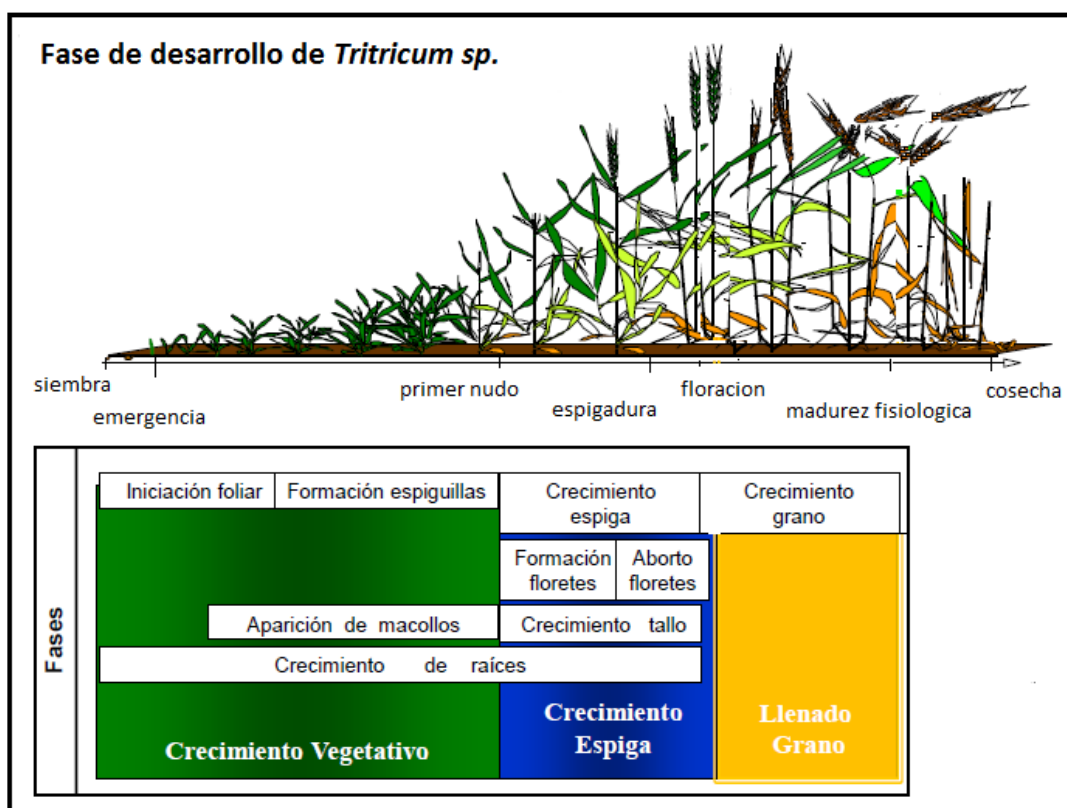 Fase de desarrollo de Tritricum sp.
siembra
emergencia
primer nudo
espigadura
floracion
madurez fisiologica
cosecha
Fases
Iniciación foliar
Formación espiguillas
Crecimiento
espiga
Crecimiento
grano
Formación
floretes
Aborto
floretes
Aparición de macollos
Crecimiento tallo
Crecimiento de raíces
Crecimiento Vegetativo
Crecimiento
Espiga
Llenado
Grano